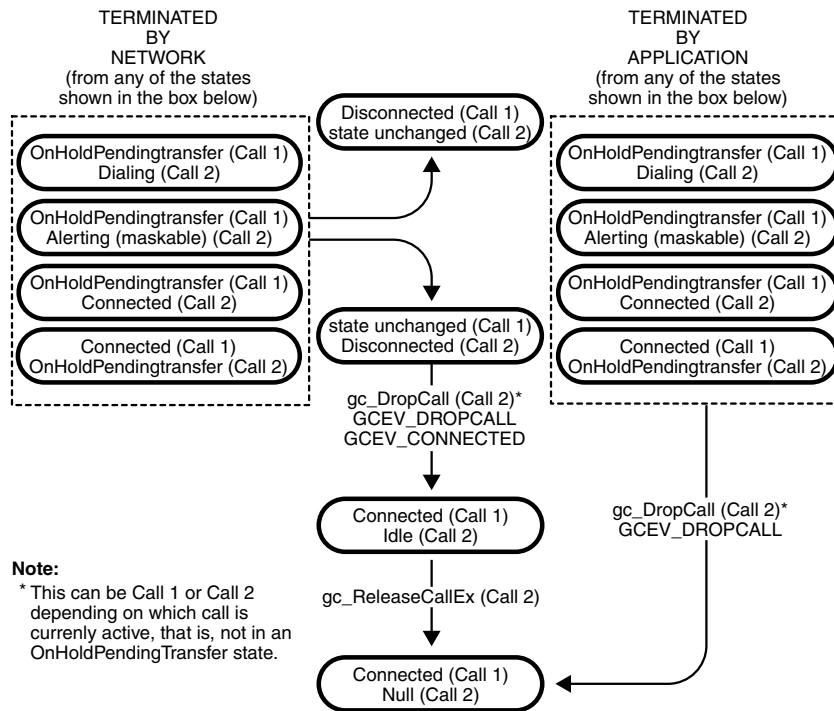 TERMINATED
BY
NETWORK
(from any of the states
shown in the box below)
OnHoldPendingtransfer (Call 1)
Dialing (Call 2)
OnHoldPendingtransfer (Call 1)
Alerting (maskable) (Call 2)
OnHoldPendingtransfer (Call 1)
Connected (Call 2)
Connected (Call 1)
OnHoldPendingtransfer (Call 2)
Disconnected (Call 1)
state unchanged (Call 2)
state unchanged (Call 1)
Disconnected (Call 2)
gc_DropCall (Call 2)*
GCEV_DROPCALL
GCEV_CONNECTED
Connected (Call 1)
Idle (Call 2)
gc_ReleaseCallEx (Call 2)
Connected (Call 1)
Null (Call 2)
TERMINATED
BY
APPLICATION
(from any of the states
shown in the box below)
OnHoldPendingtransfer (Call 1)
Dialing (Call 2)
OnHoldPendingtransfer (Call 1)
Alerting (maskable) (Call 2)
OnHoldPendingtransfer (Call 1)
Connected (Call 2)
Connected (Call 1)
OnHoldPendingtransfer (Call 2)
gc_DropCall (Call 2)*
GCEV_DROPCALL
Note:
* This can be Call 1 or Call 2
depending on which call is
currenly active, that is, not in an
OnHoldPendingTransfer state.